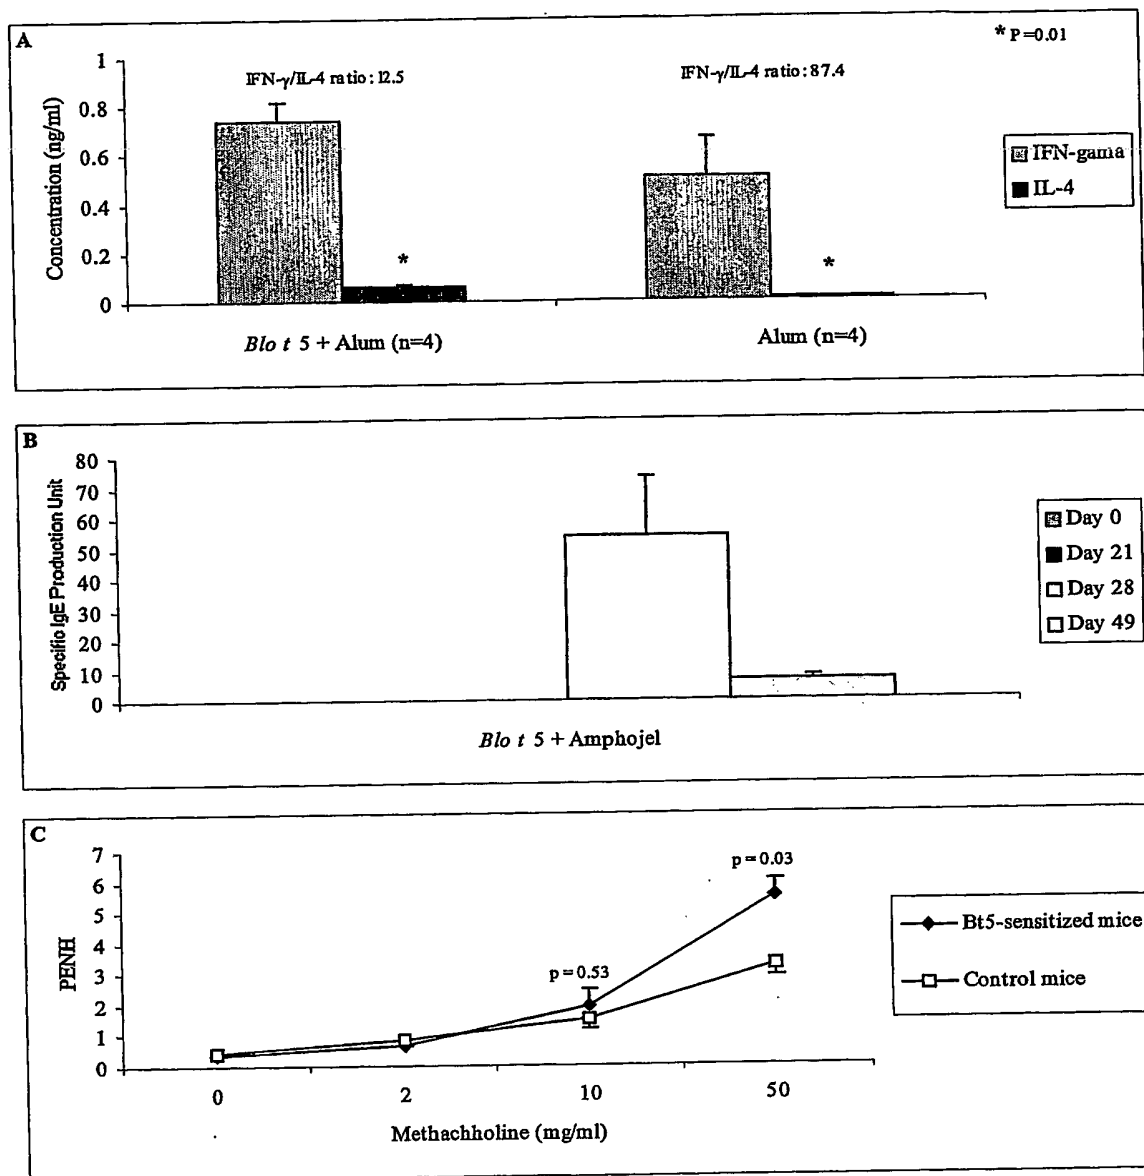 A
* P=0.01
IFN-γ/IL-4 ratio: 12.5
IFN-γ/IL-4 ratio: 87.4
Concentration (ng/ml)
1
0.8
0.6
0.4
0.2
0
*
*
IFN-gama
IL-4
Blo t 5 + Alum (n=4)
Alum (n=4)
B
Specific IgE Production Unit
80
70
60
50
40
30
20
10
0
Day 0
Day 21
Day 28
Day 49
Blo t 5 + Amphojel
C
PENH
7
6
5
4
3
2
1
0
p=0.03
p=0.53
Bt5-sensitized mice
Control mice
0
2
10
50
Methachholine (mg/ml)